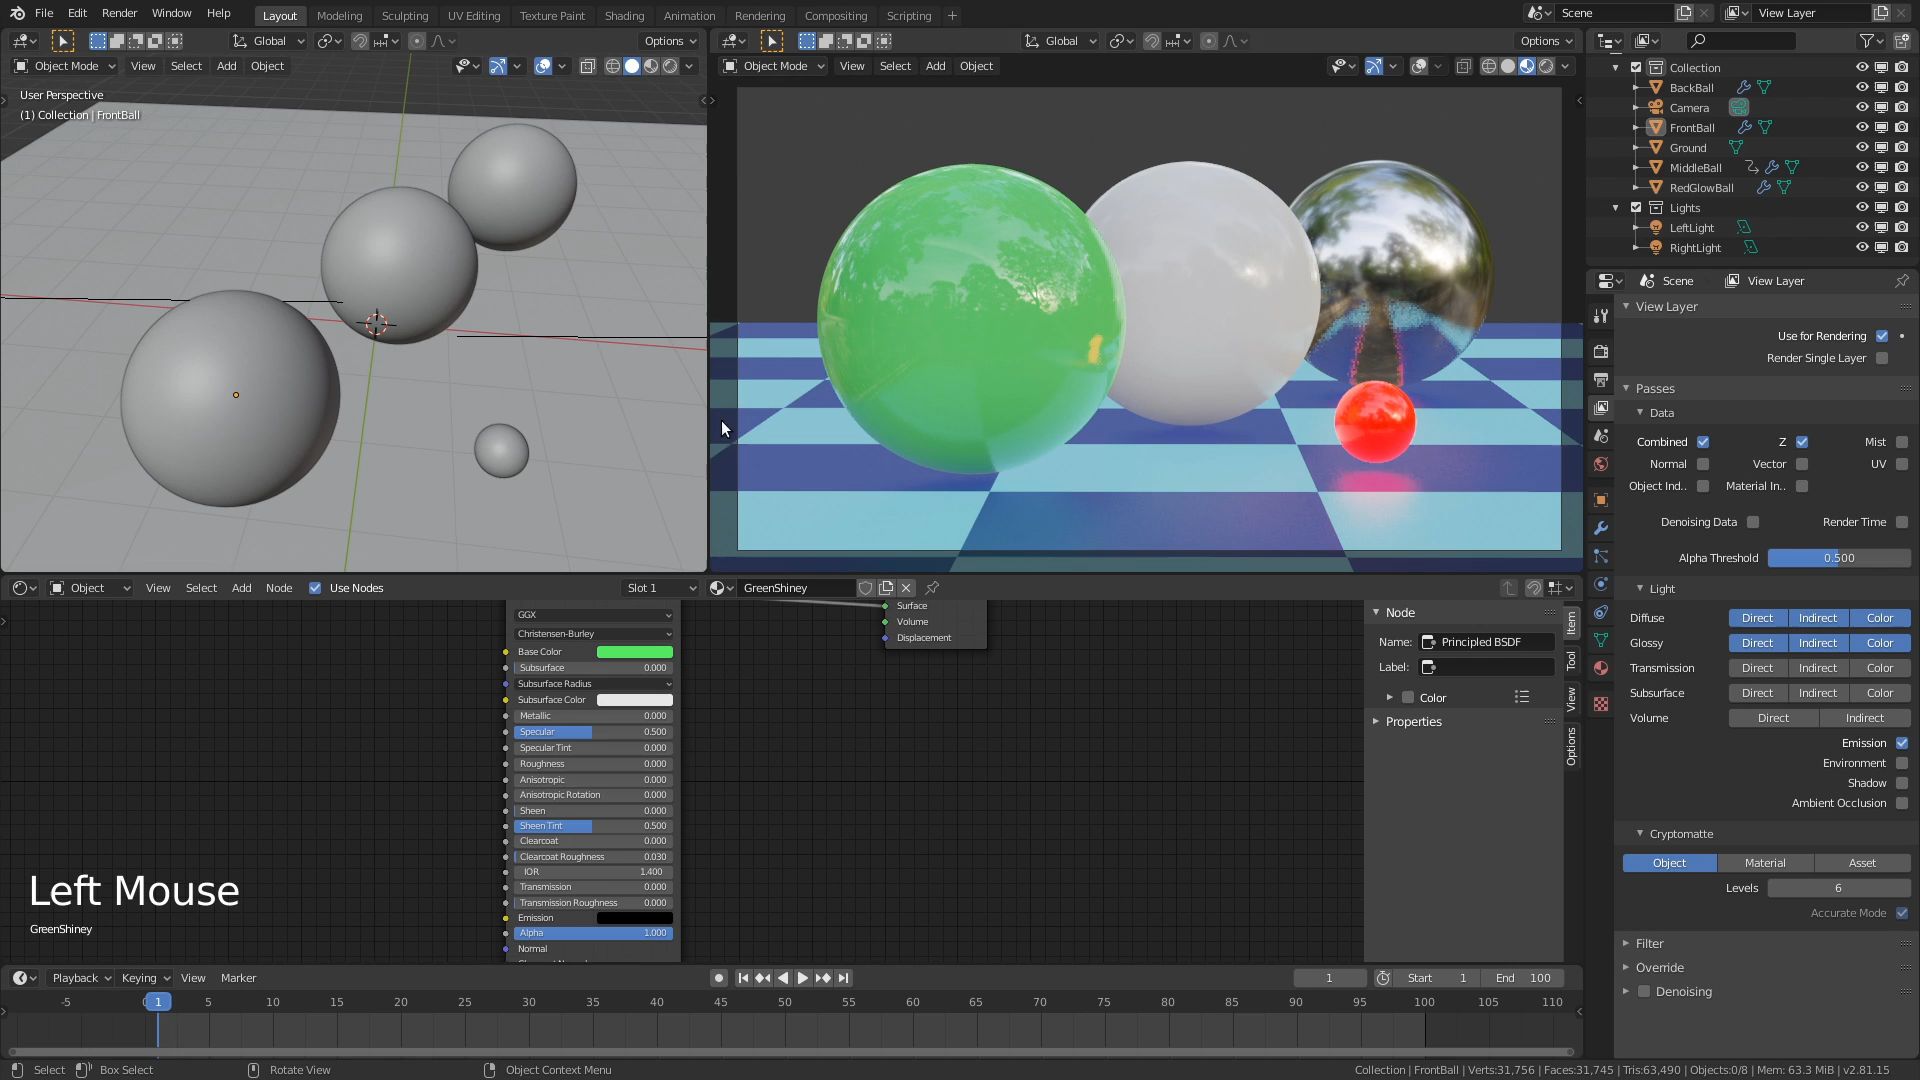 File Edit Render Window Help Layout Modeling Sculpting UV Editing Texture Paint Shading Animation Rendering Compositing Scripting + Scene View Layer
Global Options
Object Mode View Select Add Object
User Perspective
(1) Collection | FrontBall
Global Options
Object Mode View Select Add Object
Collection
BackBall
Camera
FrontBall
Ground
MiddleBall
RedGlowBall
Lights
LeftLight
RightLight
Scene View Layer
View Layer
Use for Rendering
Render Single Layer
Passes
Data
Combined Z Mist
Normal Vector UV
Object Ind.. Material In..
Denoising Data Render Time
Alpha Threshold 0.500
Light
Diffuse Direct Indirect Color
Glossy Direct Indirect Color
Transmission Direct Indirect Color
Subsurface Direct Indirect Color
Volume Direct Indirect
Emission
Environment
Shadow
Ambient Occlusion
Cryptomatte
Object Material Asset
Levels 6
Accurate Mode
Filter
Override
Denoising
Object View Select Add Node Use Nodes Slot 1 GreenShiney
GGX
Christensen-Burley
Base Color
Subsurface 0.000
Subsurface Radius
Subsurface Color
Metallic 0.000
Specular 0.500
Specular Tint 0.000
Roughness 0.000
Anisotropic 0.000
Anisotropic Rotation 0.000
Sheen 0.000
Sheen Tint 0.500
Clearcoat 0.000
Clearcoat Roughness 0.030
IOR 1.400
Transmission 0.000
Transmission Roughness 0.000
Emission
Alpha 1.000
Normal
Surface
Volume
Displacement
Node
Name: Principled BSDF
Label:
Color
Properties
Item
Tool
View
Options
Left Mouse
GreenShiney
Playback Keying View Marker 1 Start 1 End 100
-5 0 1 5 10 15 20 25 30 35 40 45 50 55 60 65 70 75 80 85 90 95 100 105 110
Select Box Select Rotate View Object Context Menu Collection | FrontBall | Verts:31,756 | Faces:31,745 | Tris:63,490 | Objects:0/8 | Mem: 63.3 MiB | v2.81.15